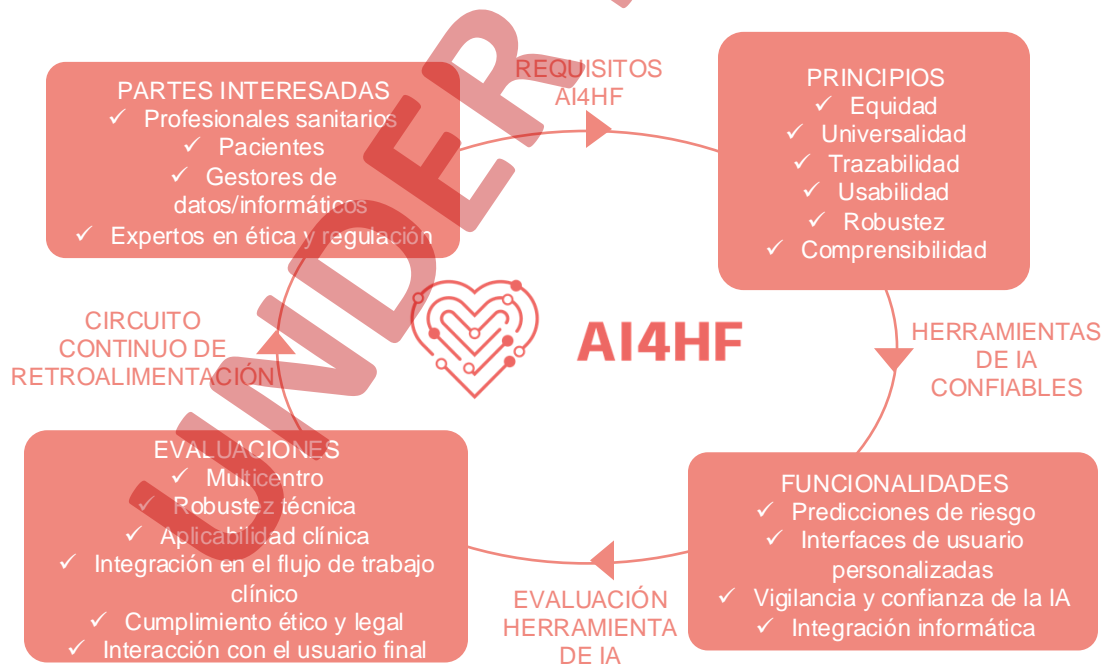 PARTES INTERESADAS
✓ Profesionales sanitarios
✓ Pacientes
✓ Gestores de
datos/informáticos
✓ Expertos en ética y regulación
REQUISITOS
AI4HF
PRINCIPIOS
✓ Equidad
✓ Universalidad
✓ Trazabilidad
✓ Usabilidad
✓ Robustez
✓ Comprensibilidad
CIRCUITO
CONTINUO DE
RETROALIMENTACIÓN
AI4HF
HERRAMIENTAS
DE IA
CONFIABLES
EVALUACIONES
✓ Multicentro
✓ Robustez técnica
✓ Aplicabilidad clínica
✓ Integración en el flujo de trabajo
clínico
✓ Cumplimiento ético y legal
✓ Interacción con el usuario final
EVALUACIÓN
HERRAMIENTA
DE IA
FUNCIONALIDADES
✓ Predicciones de riesgo
✓ Interfaces de usuario
personalizadas
✓ Vigilancia y confianza de la IA
✓ Integración informática
UNDER